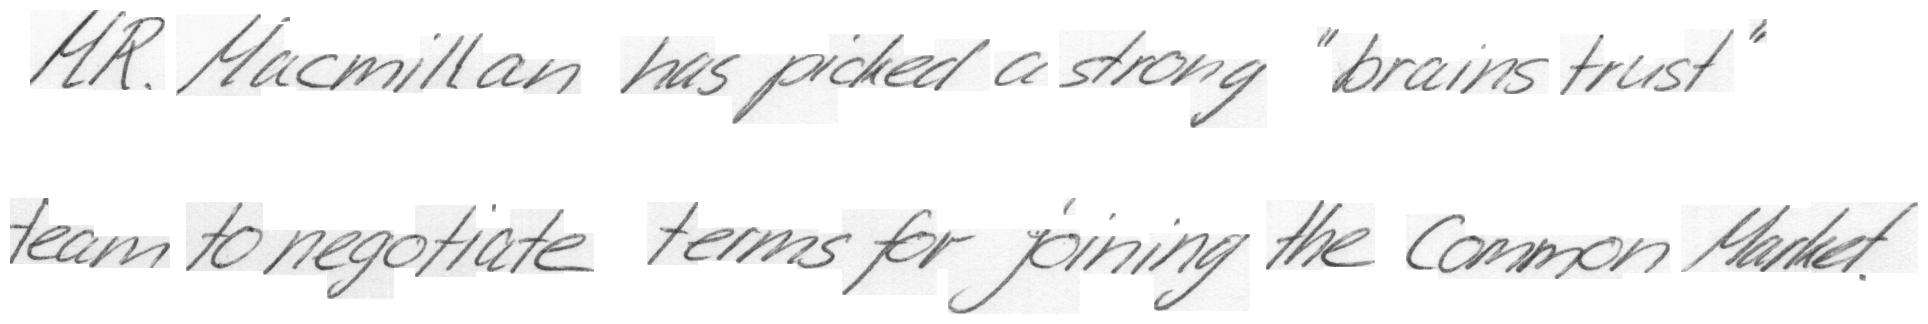 MR. Macmillan has picked a strong "brains trust"
team to negotiate terms for joining the Common Market.